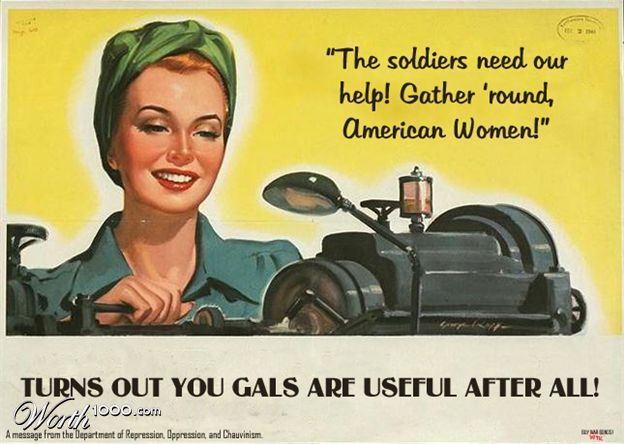 "The soldiers need our
help! Gather 'round,
American Women!"
TURNS OUT YOU GALS ARE USEFUL AFTER ALL!
Worth1000.com
A message from the Department of Repression, Oppression, and Chauvinism.